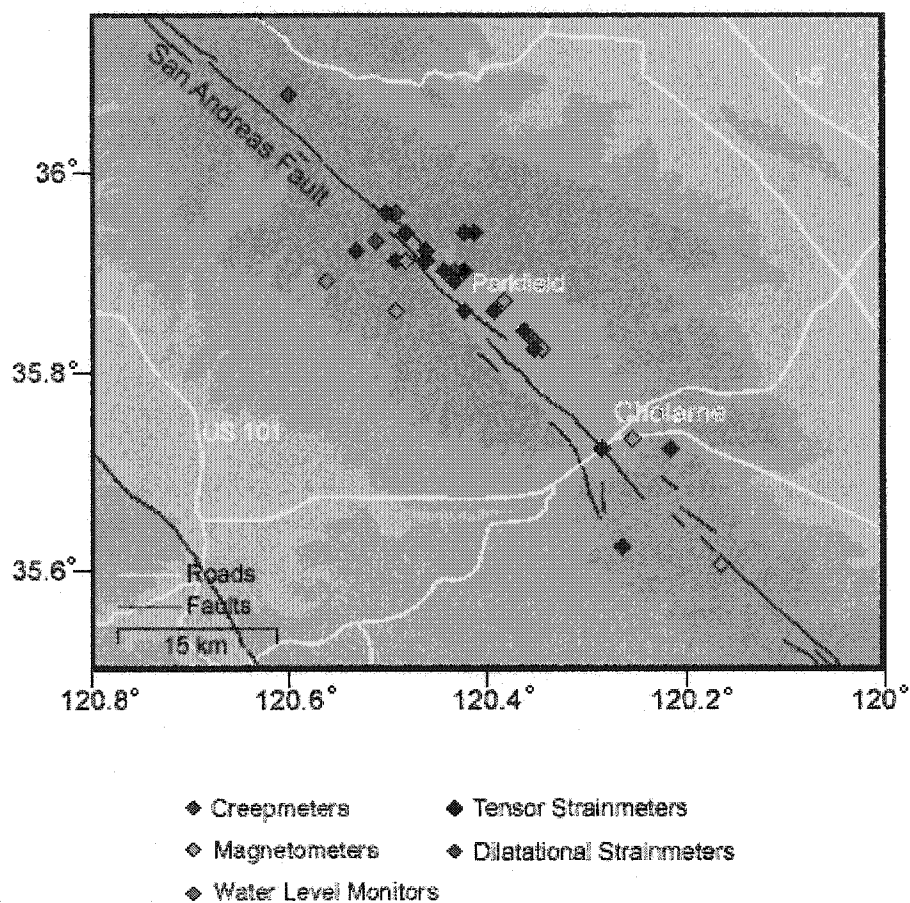 San Andreas Fault
I-5
36°
Parkfield
35.8°
Cholame
US 101
35.6°
Roads
Faults
15 km
120.8° 120.6° 120.4° 120.2° 120°
Creepmeters Tensor Strainmeters
Magnetometers Dilatational Strainmeters
Water Level Monitors